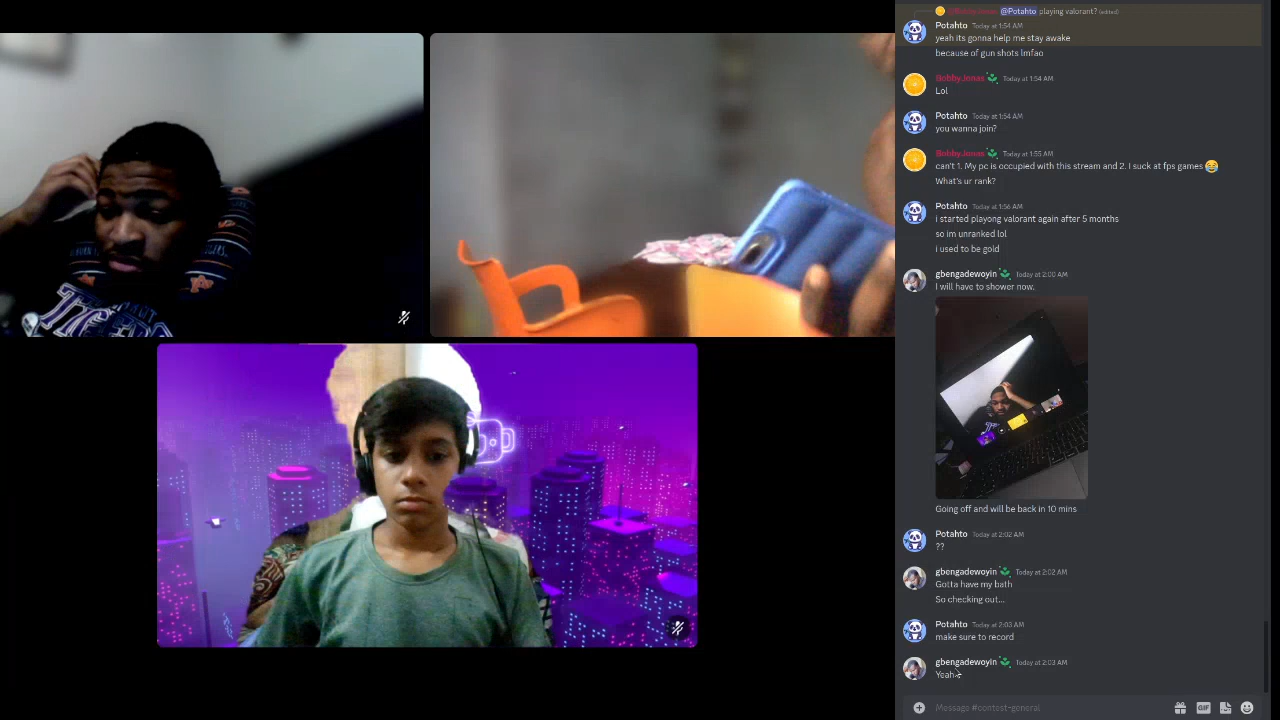 BobbyJonas @Potahto playing valorant? (edited)
Potahto Today at 1:54 AM
yeah its gonna help me stay awake
because of gun shots lmfao
BobbyJonas Today at 1:54 AM
Lol
Potahto Today at 1:54 AM
you wanna join?
BobbyJonas Today at 1:55 AM
can't 1. My pc is occupied with this stream and 2. I suck at fps games 😂
What's ur rank?
Potahto Today at 1:56 AM
i started playong valorant again after 5 months
so im unranked lol
i used to be gold
gbengadewoyin Today at 2:00 AM
I will have to shower now.
Going off and will be back in 10 mins
Potahto Today at 2:02 AM
??
gbengadewoyin Today at 2:02 AM
Gotta have my bath
So checking out...
Potahto Today at 2:03 AM
make sure to record
gbengadewoyin Today at 2:03 AM
Yeah
Message #contest-general
GIF
TIGERS